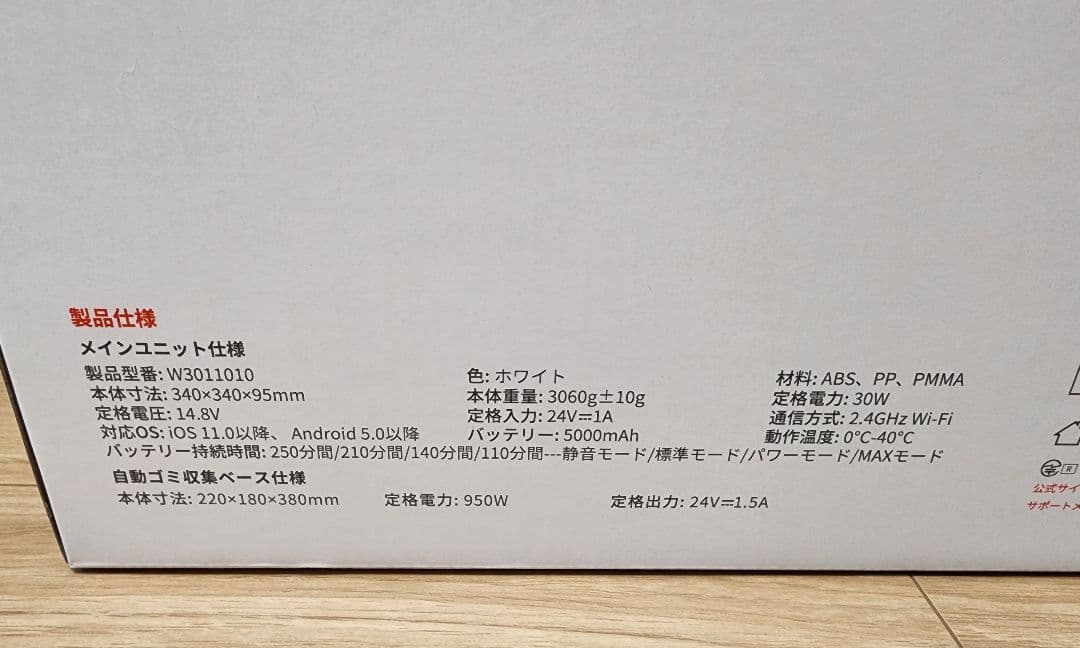 製品仕様
メインユニット仕様
製品型番: W3011010 色: ホワイト 材料: ABS、PP、PMMA
本体寸法: 340×340×95mm 本体重量: 3060g±10g 定格電力: 30W
定格電圧: 14.8V 定格入力: 24V⎓1A 通信方式: 2.4GHz Wi-Fi
対応OS: iOS 11.0以降、 Android 5.0以降 バッテリー: 5000mAh 動作温度: 0℃-40℃
バッテリー持続時間: 250分間/210分間/140分間/110分間---静音モード/標準モード/パワーモード/MAXモード
自動ゴミ収集ベース仕様
本体寸法: 220×180×380mm 定格電力: 950W 定格出力: 24V⎓1.5A
R
公式サイ
サポート